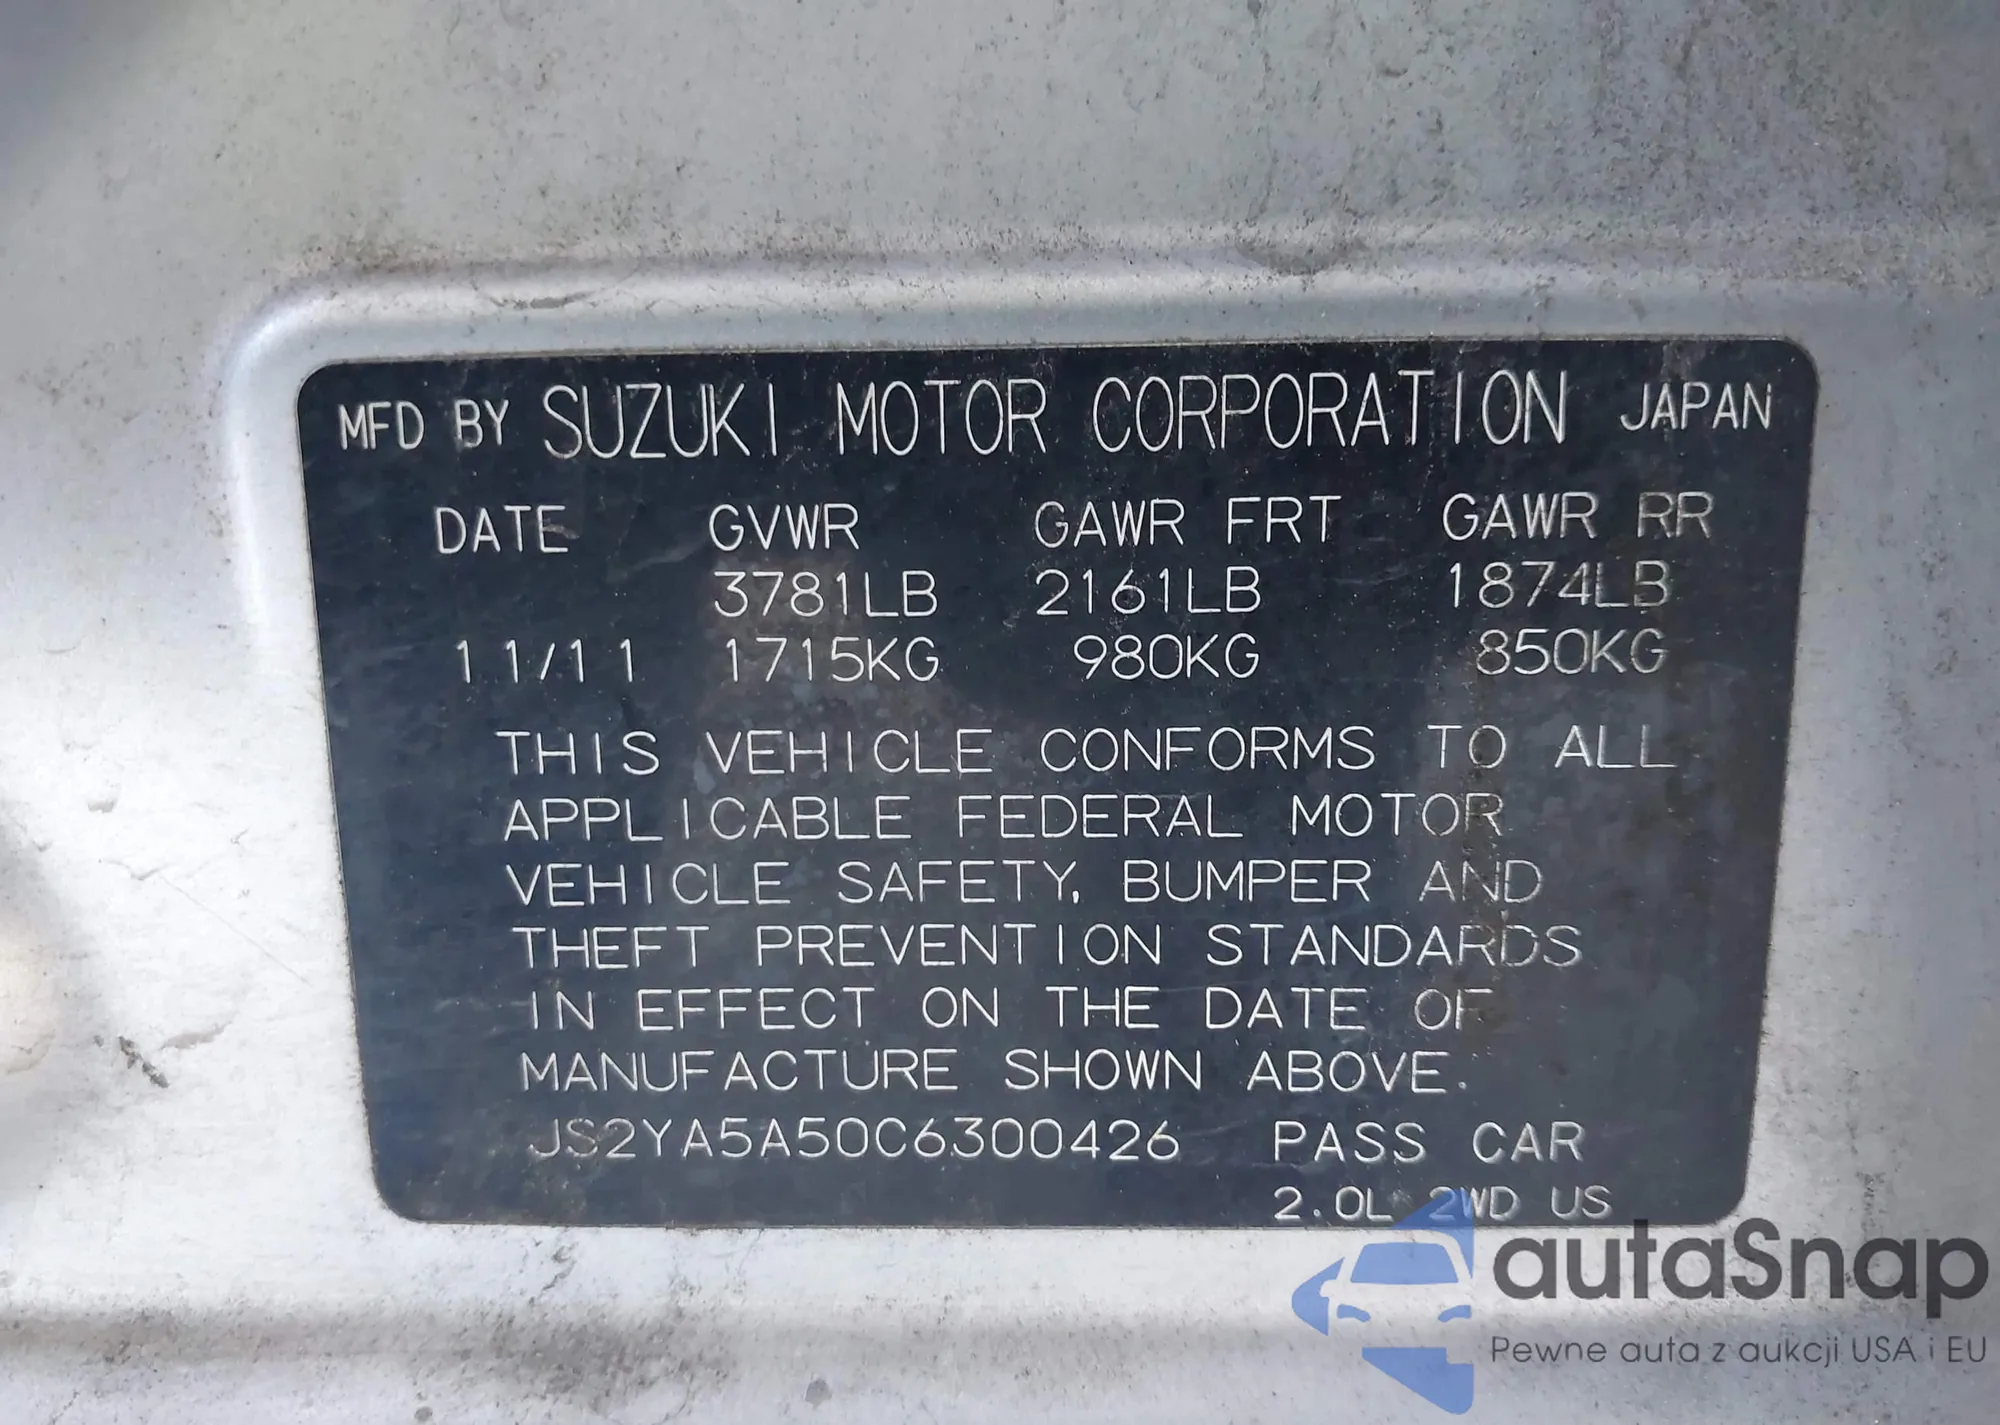 MFD BY SUZUKI MOTOR CORPORATION JAPAN
DATE GVWR GAWR FRT GAWR RR
3781LB 2161LB 1874LB
11/11 1715KG 980KG 850KG
THIS VEHICLE CONFORMS TO ALL
APPLICABLE FEDERAL MOTOR
VEHICLE SAFETY, BUMPER AND
THEFT PREVENTION STANDARDS
IN EFFECT ON THE DATE OF
MANUFACTURE SHOWN ABOVE.
JS2YA5A50C6300426 PASS CAR
2.0L 2WD US
autaSnap
Pewne auta z aukcji USA i EU